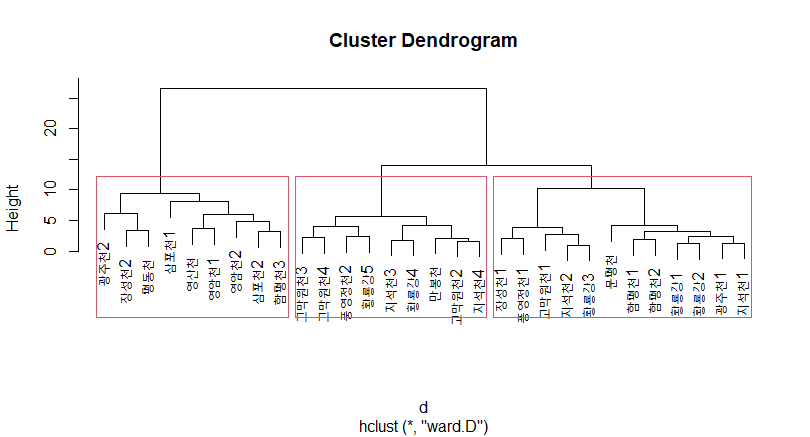 Cluster Dendrogram
Height
20
10
5
0
광주천2
장성천2
평동천
삼포천1
영산천
영암천1
영암천2
삼포천2
함평천3
고막원천3
고막원천4
풍영정천2
황룡강5
지석천3
황룡강4
만봉천
고막원천2
지석천4
장성천1
풍영정천1
고막원천1
지석천2
황룡강3
문평천
함평천1
함평천2
황룡강1
황룡강2
광주천1
지석천1
d
hclust (*, "ward.D")